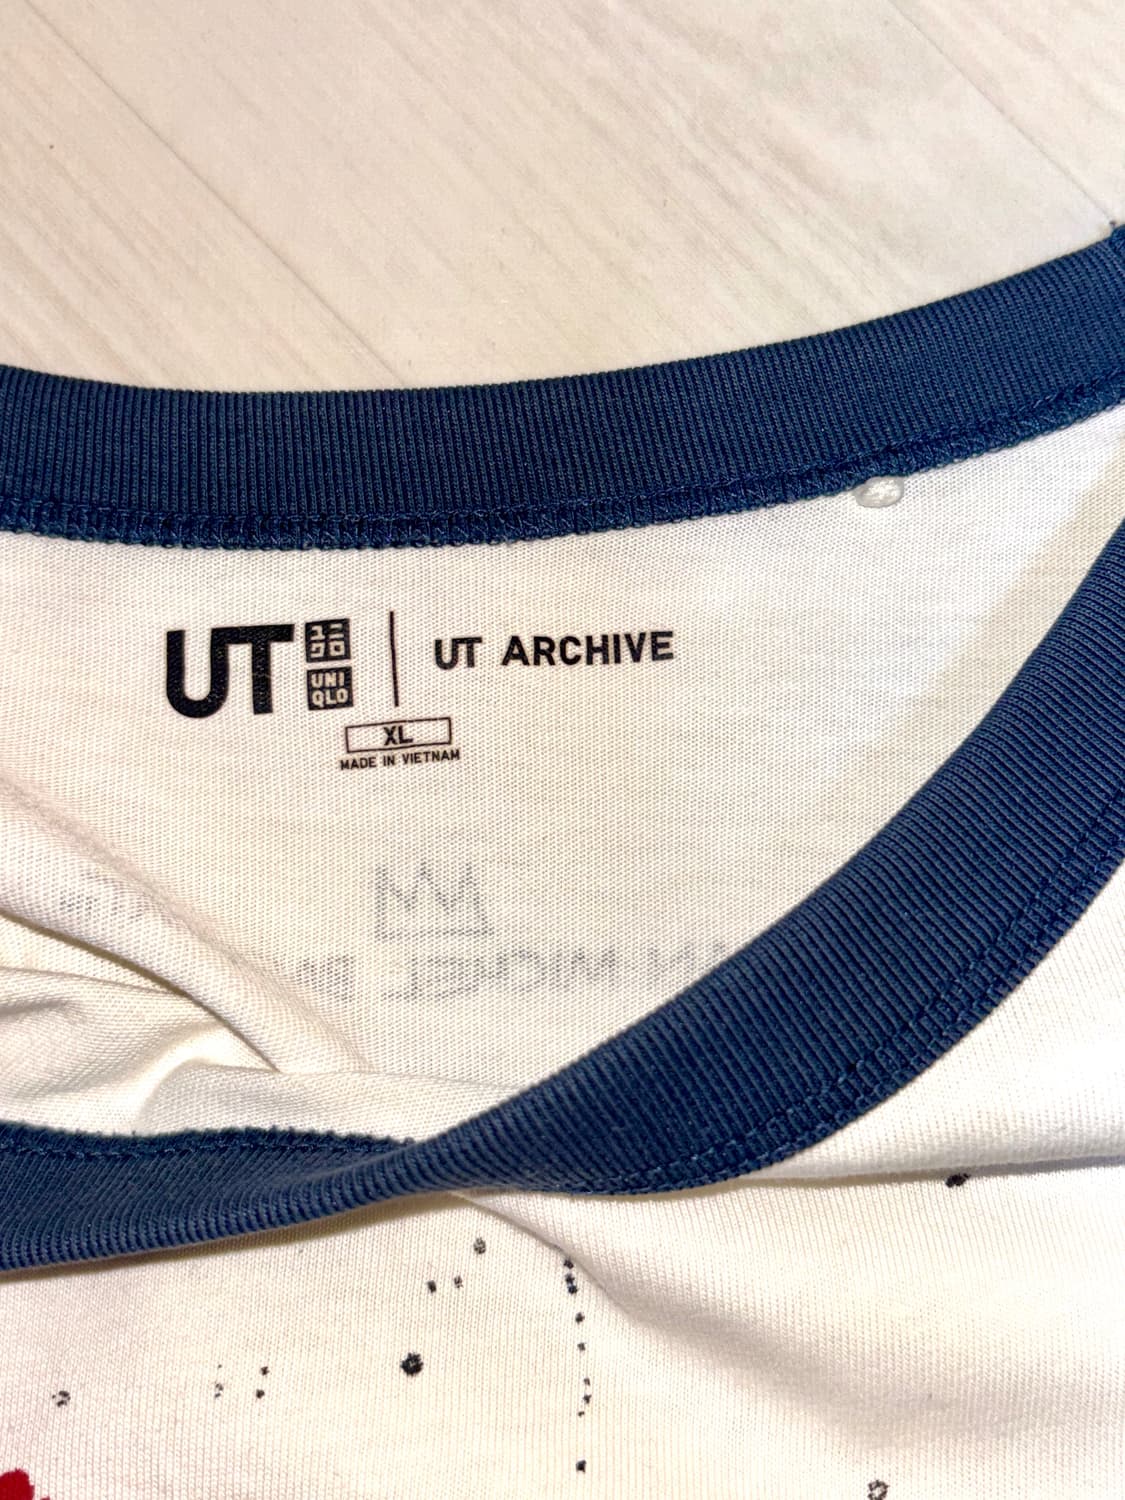 UT
ユニ
クロ
UNI
QLO
UT ARCHIVE
XL
MADE IN VIETNAM